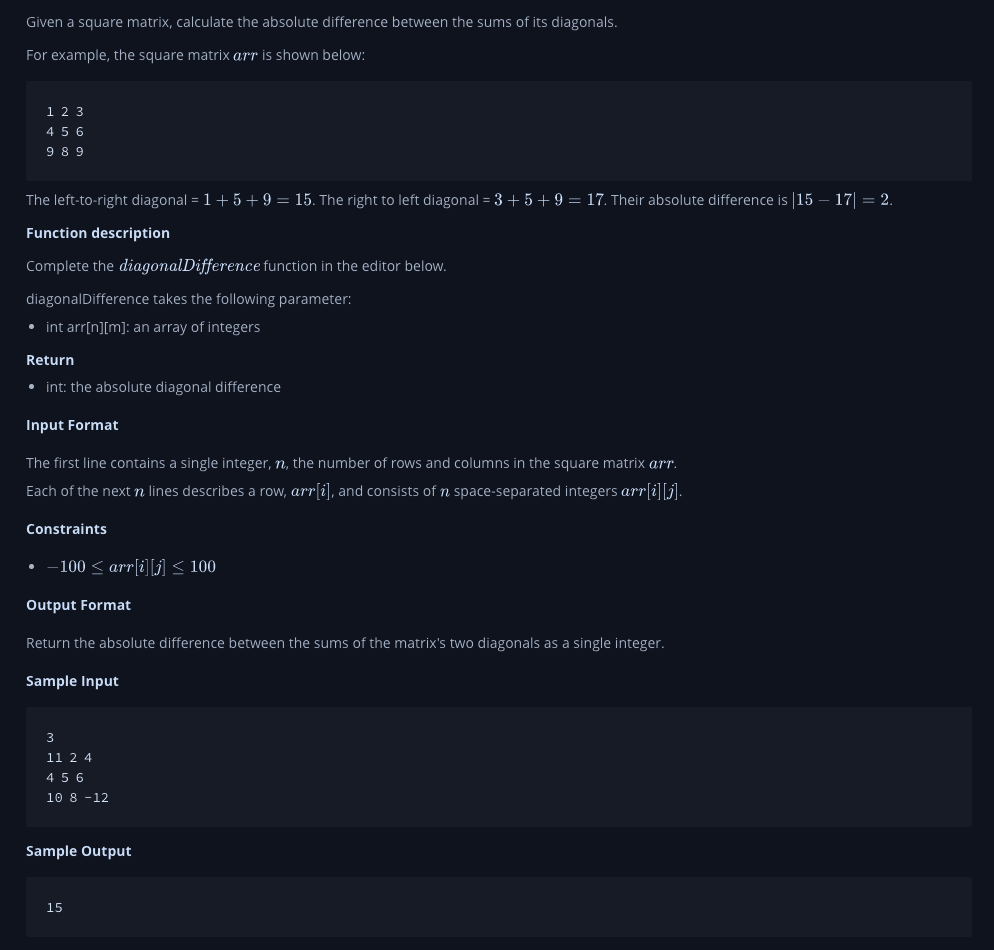 Given a square matrix, calculate the absolute difference between the sums of its diagonals.
For example, the square matrix arr is shown below:
1 2 3
4 5 6
9 8 9
The left-to-right diagonal = 1 + 5 + 9 = 15. The right to left diagonal = 3 + 5 + 9 = 17. Their absolute difference is |15 − 17| = 2.
Function description
Complete the diagonalDifference function in the editor below.
diagonalDifference takes the following parameter:
• int arr[n][m]: an array of integers
Return
• int: the absolute diagonal difference
Input Format
The first line contains a single integer, n, the number of rows and columns in the square matrix arr.
Each of the next n lines describes a row, arr[i], and consists of n space-separated integers arr[i][j].
Constraints
• −100 ≤ arr[i][j] ≤ 100
Output Format
Return the absolute difference between the sums of the matrix's two diagonals as a single integer.
Sample Input
3
11 2 4
4 5 6
10 8 -12
Sample Output
15